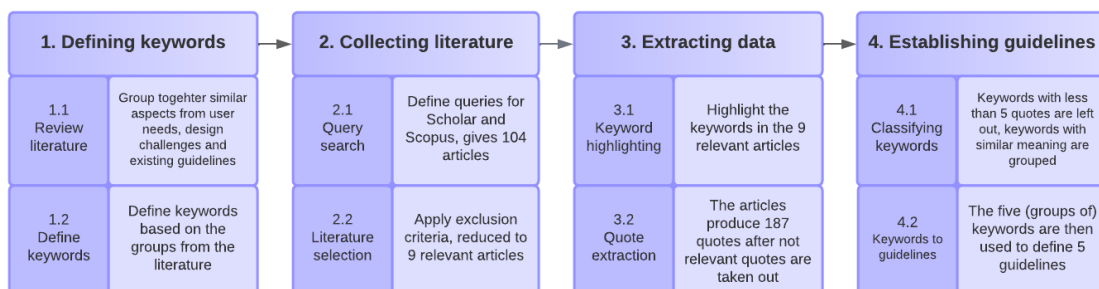 1. Defining keywords
1.1
Review
literature
Group togehter similar
aspects from user
needs, design
challenges and
existing guidelines
1.2
Define
keywords
Define keywords
based on the
groups from the
literature
2. Collecting literature
2.1
Query
search
Define queries for
Scholar and
Scopus, gives 104
articles
2.2
Literature
selection
Apply exclusion
criteria, reduced to
9 relevant articles
3. Extracting data
3.1
Keyword
highlighting
Highlight the
keywords in the 9
relevant articles
3.2
Quote
extraction
The articles
produce 187
quotes after not
relevant quotes are
taken out
4. Establishing guidelines
4.1
Classifying
keywords
Keywords with less
than 5 quotes are left
out, keywords with
similar meaning are
grouped
4.2
Keywords to
guidelines
The five (groups of)
keywords are then
used to define 5
guidelines